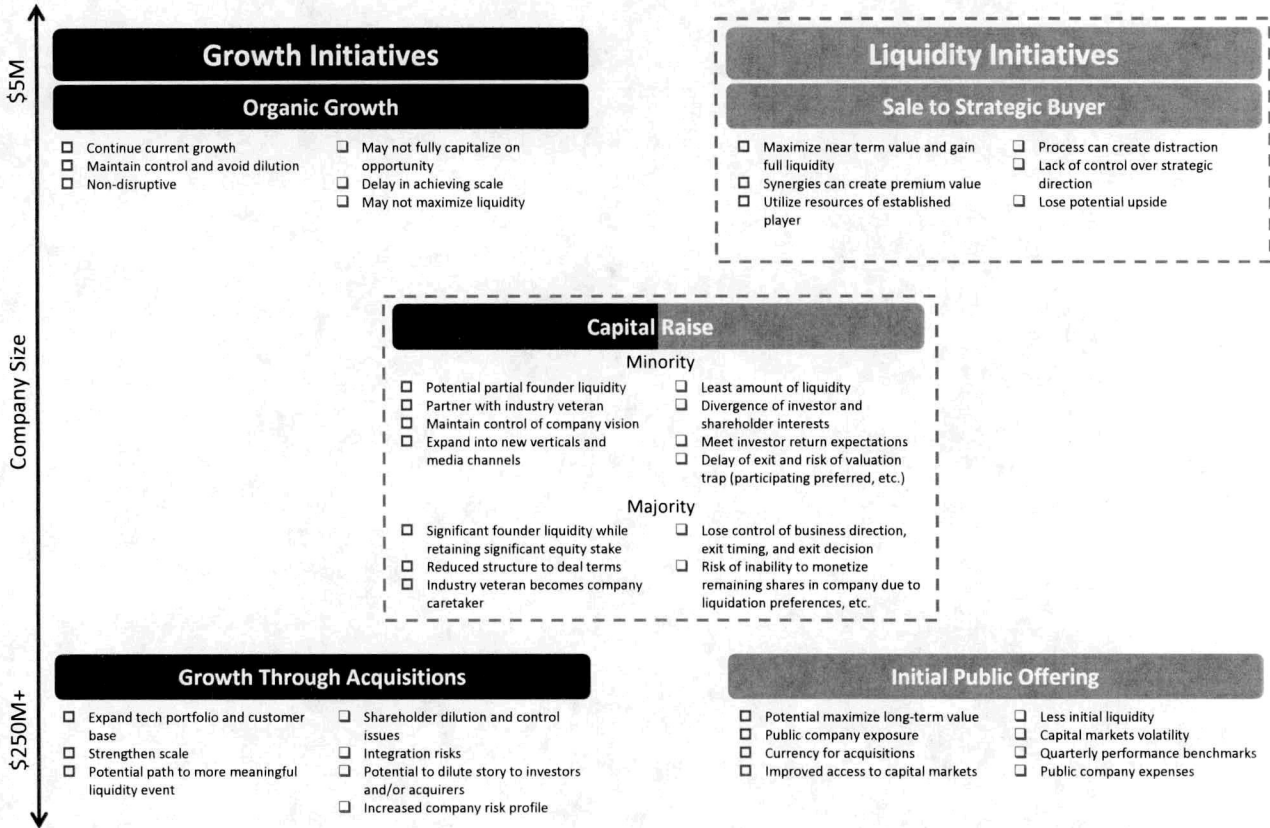 $5M
Company Size
$250M+
Growth Initiatives
Organic Growth
Continue current growth
Maintain control and avoid dilution
Non-disruptive
May not fully capitalize on
opportunity
Delay in achieving scale
May not maximize liquidity
Liquidity Initiatives
Sale to Strategic Buyer
Maximize near term value and gain
full liquidity
Synergies can create premium value
Utilize resources of established
player
Process can create distraction
Lack of control over strategic
direction
Lose potential upside
Capital Raise
Minority
Potential partial founder liquidity
Partner with industry veteran
Maintain control of company vision
Expand into new verticals and
media channels
Least amount of liquidity
Divergence of investor and
shareholder interests
Meet investor return expectations
Delay of exit and risk of valuation
trap (participating preferred, etc.)
Majority
Significant founder liquidity while
retaining significant equity stake
Reduced structure to deal terms
Industry veteran becomes company
caretaker
Lose control of business direction,
exit timing, and exit decision
Risk of inability to monetize
remaining shares in company due to
liquidation preferences, etc.
Growth Through Acquisitions
Expand tech portfolio and customer
base
Strengthen scale
Potential path to more meaningful
liquidity event
Shareholder dilution and control
issues
Integration risks
Potential to dilute story to investors
and/or acquirers
Increased company risk profile
Initial Public Offering
Potential maximize long-term value
Public company exposure
Currency for acquisitions
Improved access to capital markets
Less initial liquidity
Capital markets volatility
Quarterly performance benchmarks
Public company expenses